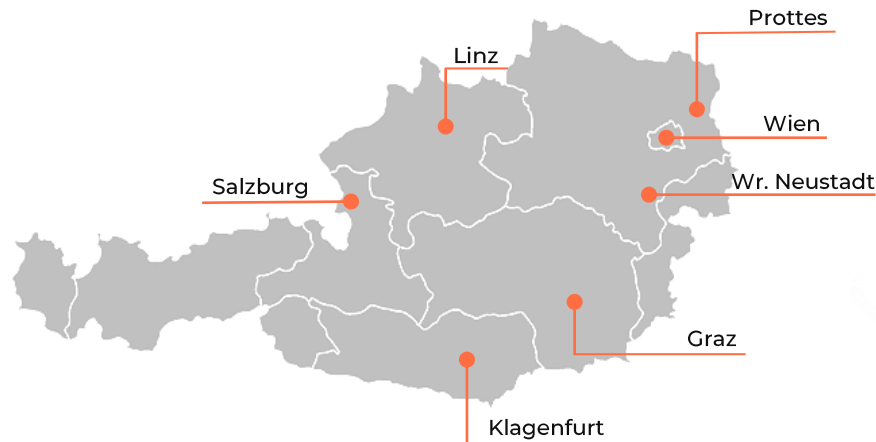 Prottes
Linz
Wien
Wr. Neustadt
Salzburg
Graz
Klagenfurt